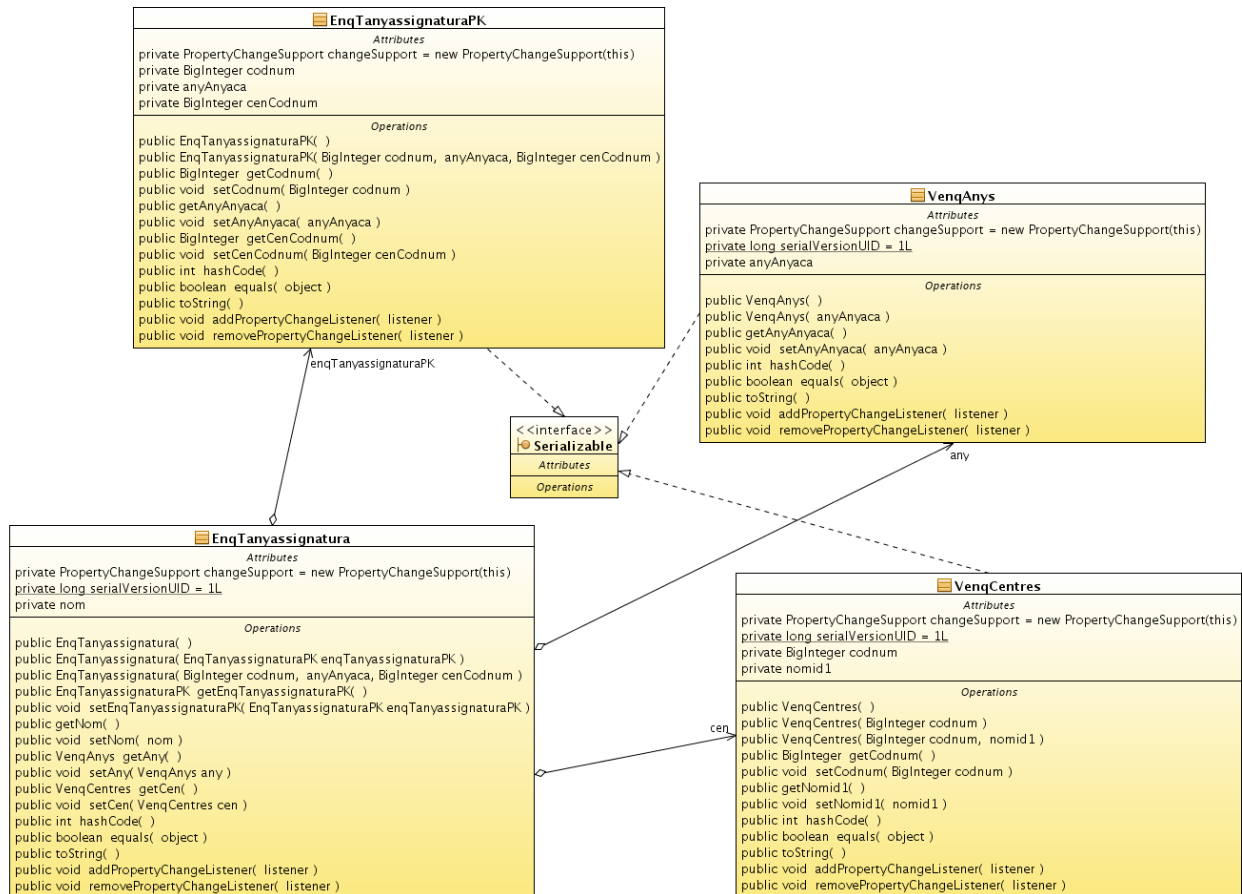 EnqTanyassignaturaPK
Attributes
private PropertyChangeSupport changeSupport = new PropertyChangeSupport(this)
private BigInteger codnum
private anyAnyaca
private BigInteger cenCodnum
Operations
public EnqTanyassignaturaPK( )
public EnqTanyassignaturaPK( BigInteger codnum, anyAnyaca, BigInteger cenCodnum )
public BigInteger getCodnum( )
public void setCodnum( BigInteger codnum )
public getAnyAnyaca( )
public void setAnyAnyaca( anyAnyaca )
public BigInteger getCenCodnum( )
public void setCenCodnum( BigInteger cenCodnum )
public int hashCode( )
public boolean equals( object )
public toString( )
public void addPropertyChangeListener( listener )
public void removePropertyChangeListener( listener )
enqTanyassignaturaPK
VenqAnys
Attributes
private PropertyChangeSupport changeSupport = new PropertyChangeSupport(this)
private long serialVersionUID = 1L
private anyAnyaca
Operations
public VenqAnys( )
public VenqAnys( anyAnyaca )
public getAnyAnyaca( )
public void setAnyAnyaca( anyAnyaca )
public int hashCode( )
public boolean equals( object )
public toString( )
public void addPropertyChangeListener( listener )
public void removePropertyChangeListener( listener )
any
<<interface>>
Serializable
Attributes
Operations
EnqTanyassignatura
Attributes
private PropertyChangeSupport changeSupport = new PropertyChangeSupport(this)
private long serialVersionUID = 1L
private nom
Operations
public EnqTanyassignatura( )
public EnqTanyassignatura( EnqTanyassignaturaPK enqTanyassignaturaPK )
public EnqTanyassignatura( BigInteger codnum, anyAnyaca, BigInteger cenCodnum )
public EnqTanyassignaturaPK getEnqTanyassignaturaPK( )
public void setEnqTanyassignaturaPK( EnqTanyassignaturaPK enqTanyassignaturaPK )
public getNom( )
public void setNom( nom )
public VenqAnys getAny( )
public void setAny( VenqAnys any )
public VenqCentres getCen( )
public void setCen( VenqCentres cen )
public int hashCode( )
public boolean equals( object )
public toString( )
public void addPropertyChangeListener( listener )
public void removePropertyChangeListener( listener )
cen
VenqCentres
Attributes
private PropertyChangeSupport changeSupport = new PropertyChangeSupport(this)
private long serialVersionUID = 1L
private BigInteger codnum
private nomid1
Operations
public VenqCentres( )
public VenqCentres( BigInteger codnum )
public VenqCentres( BigInteger codnum, nomid1 )
public BigInteger getCodnum( )
public void setCodnum( BigInteger codnum )
public getNomid1( )
public void setNomid1( nomid1 )
public int hashCode( )
public boolean equals( object )
public toString( )
public void addPropertyChangeListener( listener )
public void removePropertyChangeListener( listener )